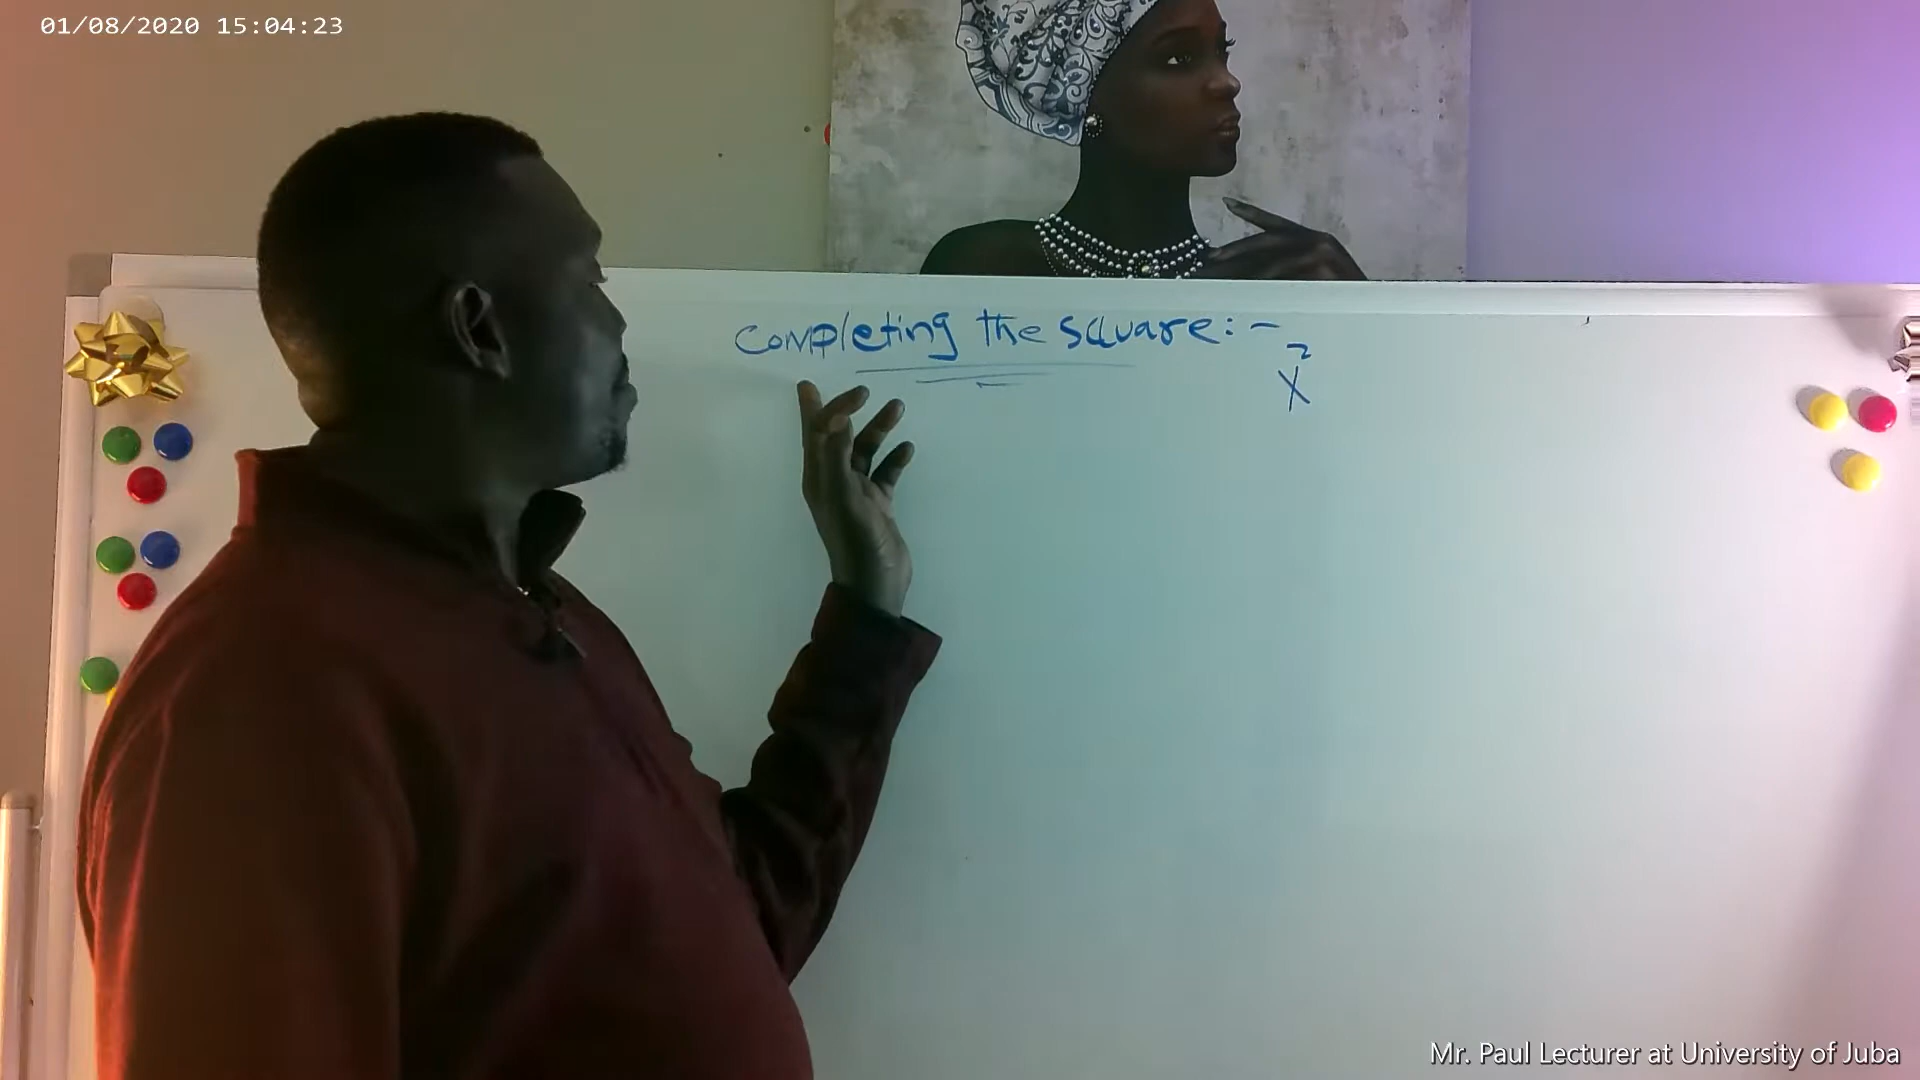 01/08/2020 15:04:23
Completing the square:-
x²
Mr. Paul Lecturer at University of Juba